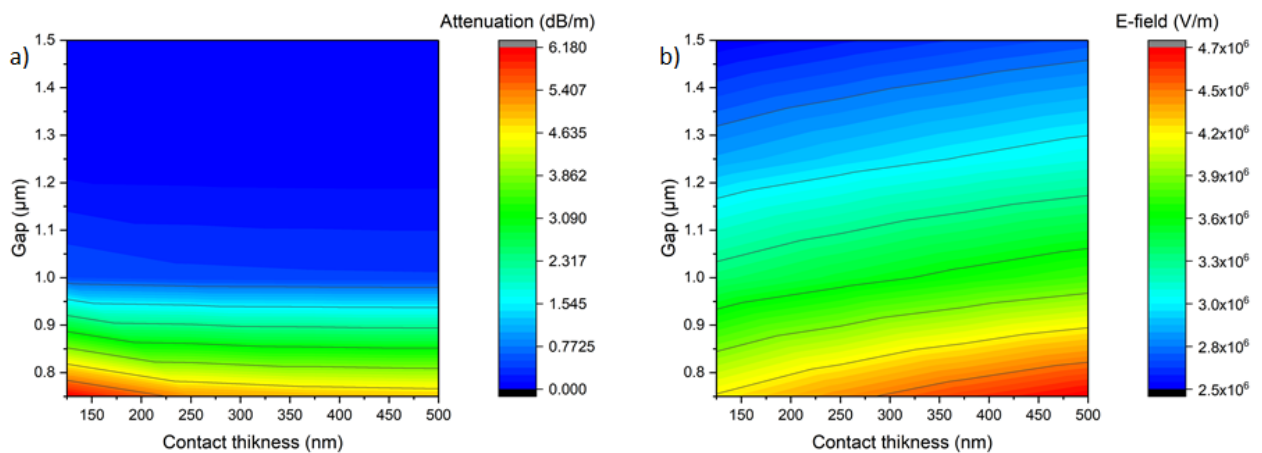 a)
Attenuation (dB/m)
1.5
1.4
1.3
1.2
1.1
1.0
0.9
0.8
Gap (μm)
150 200 250 300 350 400 450 500
Contact thikness (nm)
6.180
5.407
4.635
3.862
3.090
2.317
1.545
0.7725
0.000
b)
E-field (V/m)
1.5
1.4
1.3
1.2
1.1
1.0
0.9
0.8
Gap (μm)
150 200 250 300 350 400 450 500
Contact thikness (nm)
4.7x10⁶
4.5x10⁶
4.2x10⁶
3.9x10⁶
3.6x10⁶
3.3x10⁶
3.0x10⁶
2.8x10⁶
2.5x10⁶